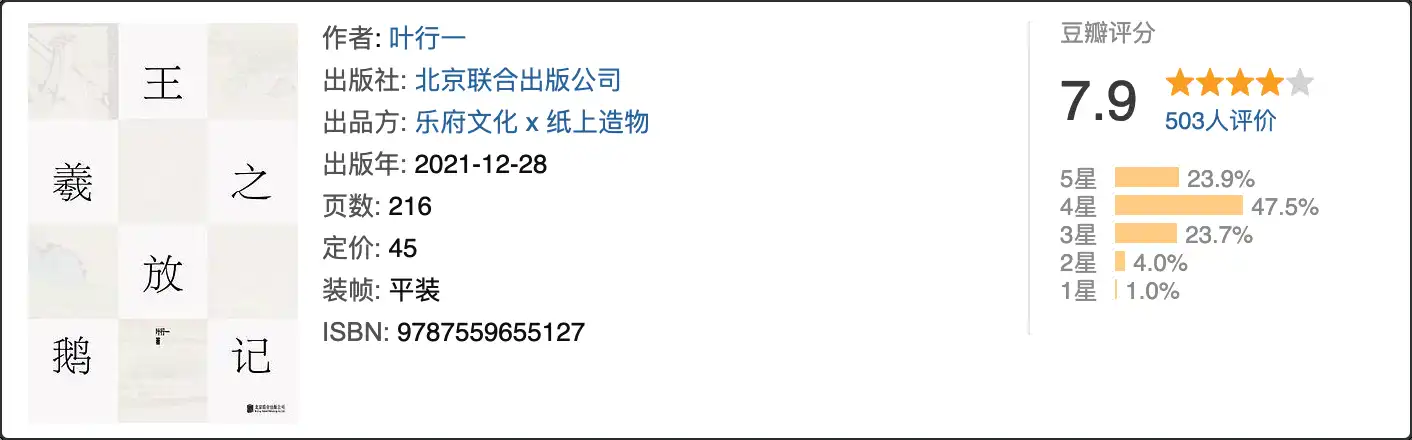 王
羲
之
放
鹅
记
叶行一
著
北京联合出版公司
作者: 叶行一
出版社: 北京联合出版公司
出品方: 乐府文化 x 纸上造物
出版年: 2021-12-28
页数: 216
定价: 45
装帧: 平装
ISBN: 9787559655127
豆瓣评分
7.9
503人评价
5星 23.9%
4星 47.5%
3星 23.7%
2星 4.0%
1星 1.0%